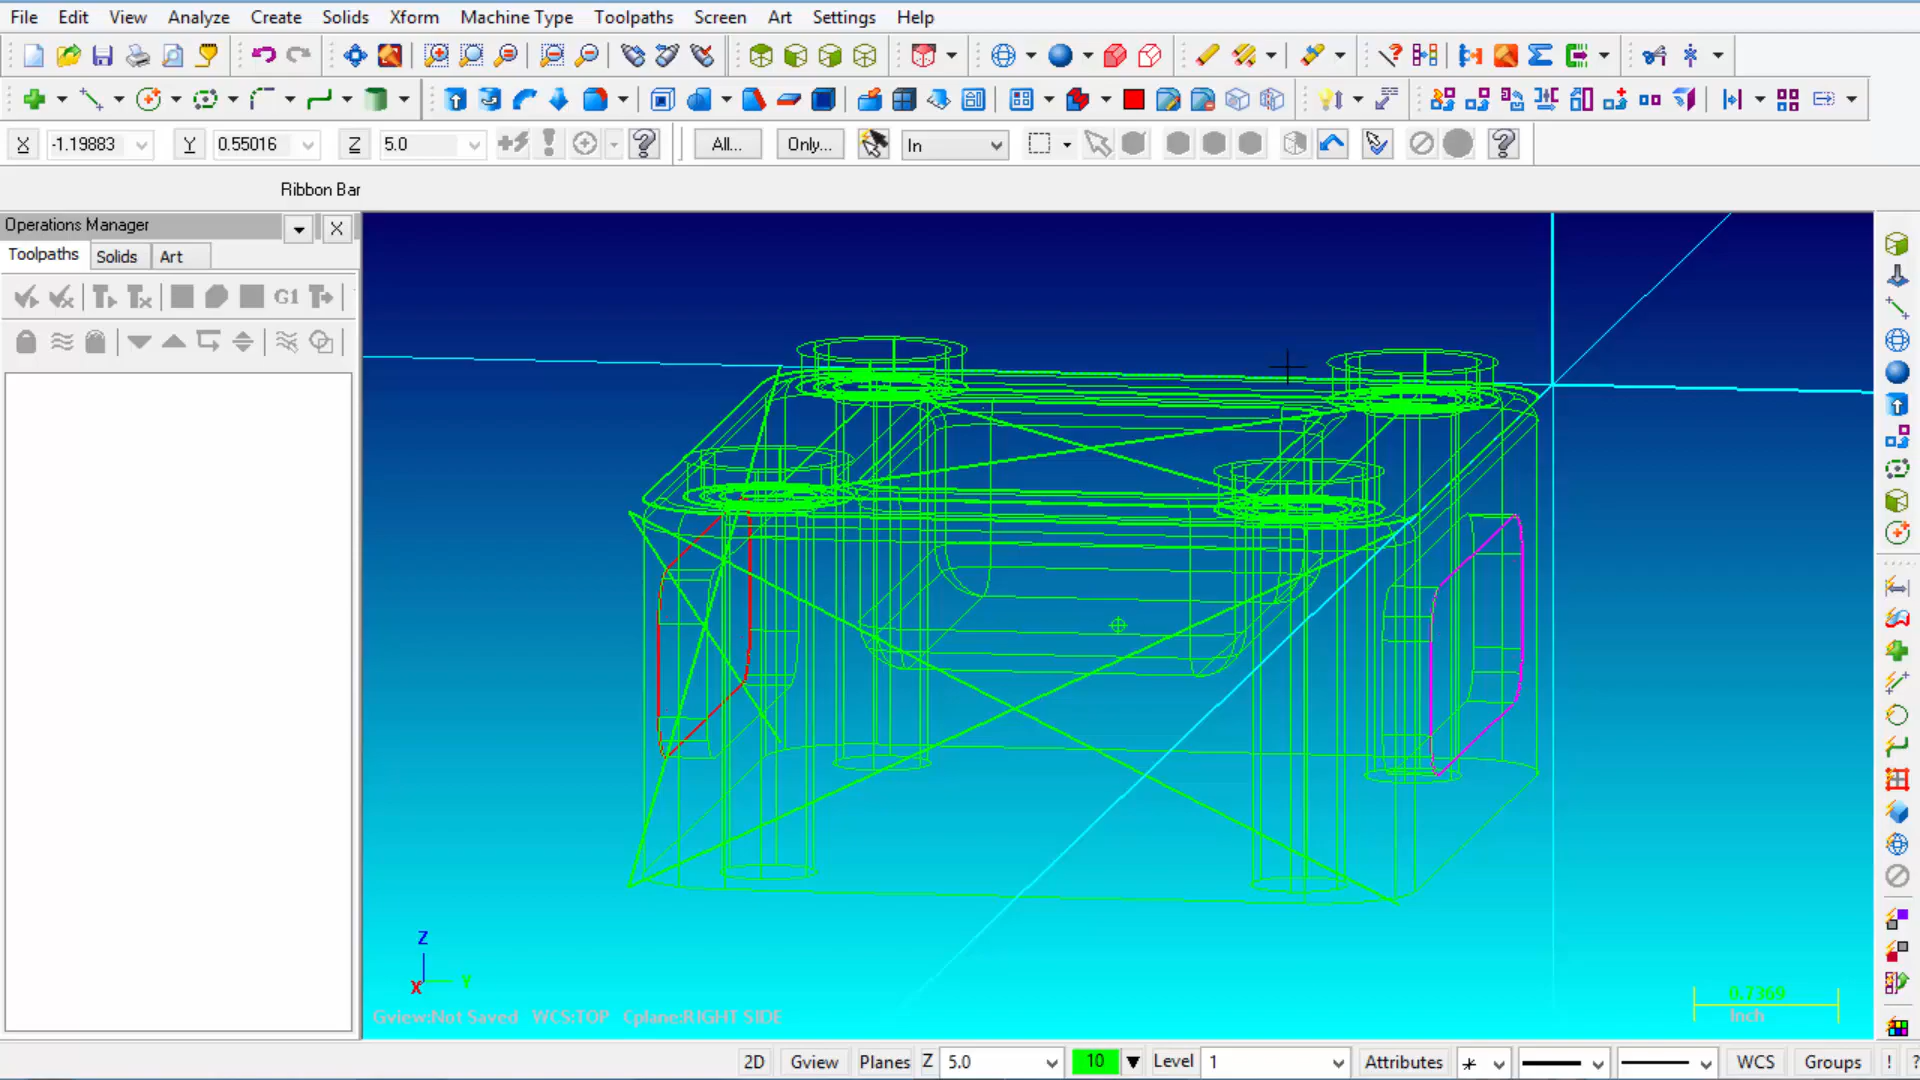 File Edit View Analyze Create Solids Xform Machine Type Toolpaths Screen Art Settings Help
X -1.19883 Y 0.55016 Z 5.0 All... Only... In
Ribbon Bar
Operations Manager X
Toolpaths Solids Art
G1
Z
X Y
0.7369
Inch
Gview:Not Saved WCS:TOP Cplane:RIGHT SIDE
2D Gview Planes Z 5.0 10 Level 1 Attributes WCS Groups ! ?